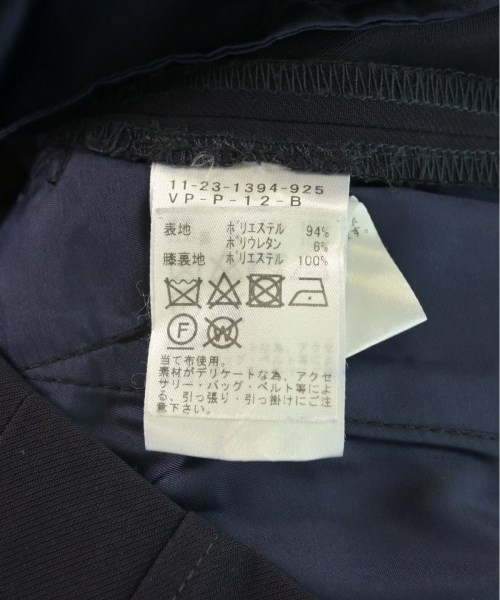 11-23-1394-925
VP-P-12-B
表地 ポリエステル 94%
ポリウレタン 6%
膝裏地 ポリエステル 100%
F W
当て布使用。
素材がデリケートな為、アクセ
サリー・バッグ・ベルト等によ
る、引っ張り・引っ掛けにご注
意下さい。